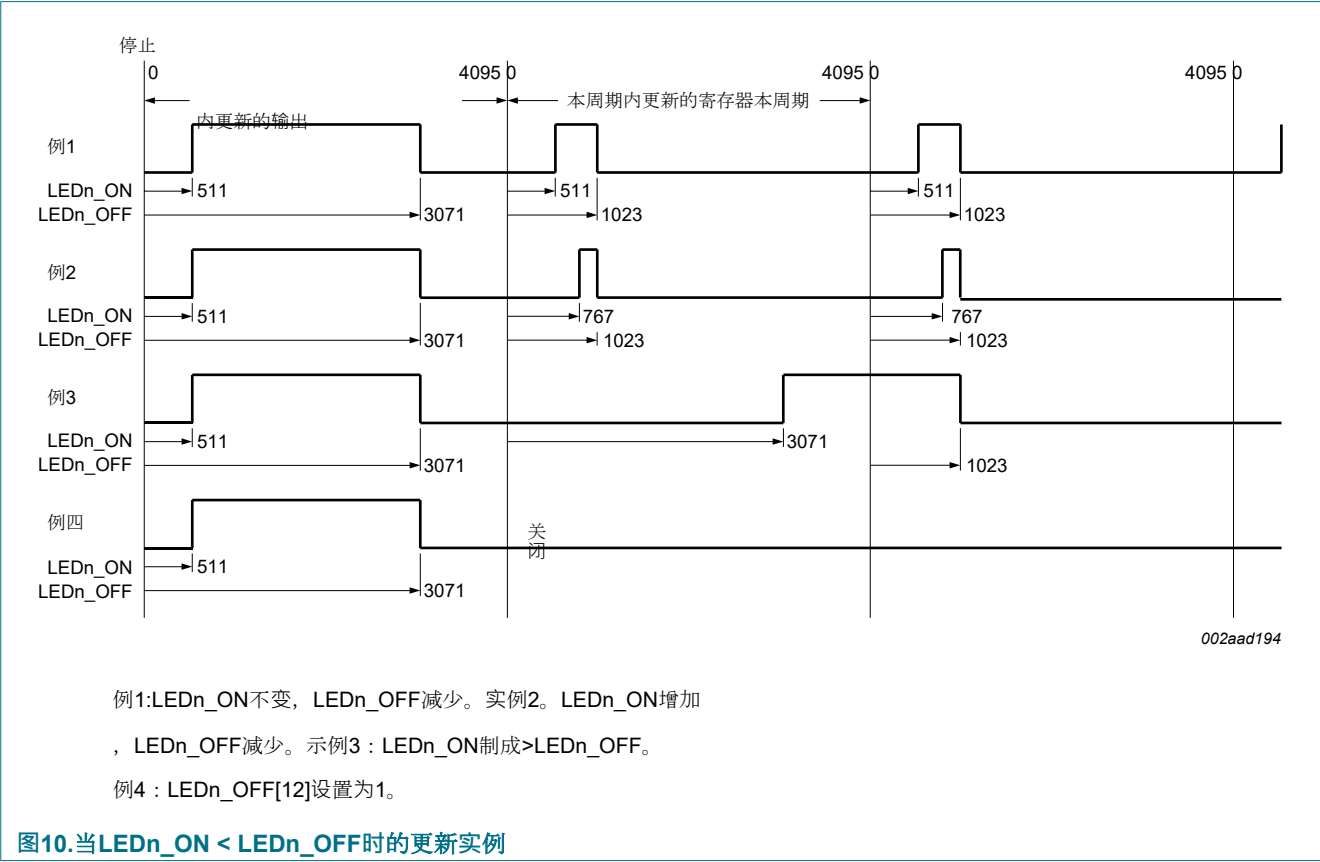 停止
0 4095 0 4095 0 4095 0
本周期内更新的寄存器本周期
内更新的输出
例1
LEDn_ON 511 511 511
LEDn_OFF 3071 1023 1023
例2
LEDn_ON 511 767 767
LEDn_OFF 3071 1023 1023
例3
LEDn_ON 511 3071
LEDn_OFF 3071 1023
例四
关
闭
LEDn_ON 511
LEDn_OFF 3071
002aad194
例1:LEDn_ON不变，LEDn_OFF减少。实例2。LEDn_ON增加
，LEDn_OFF减少。示例3：LEDn_ON制成>LEDn_OFF。
例4：LEDn_OFF[12]设置为1。
图10.当LEDn_ON < LEDn_OFF时的更新实例